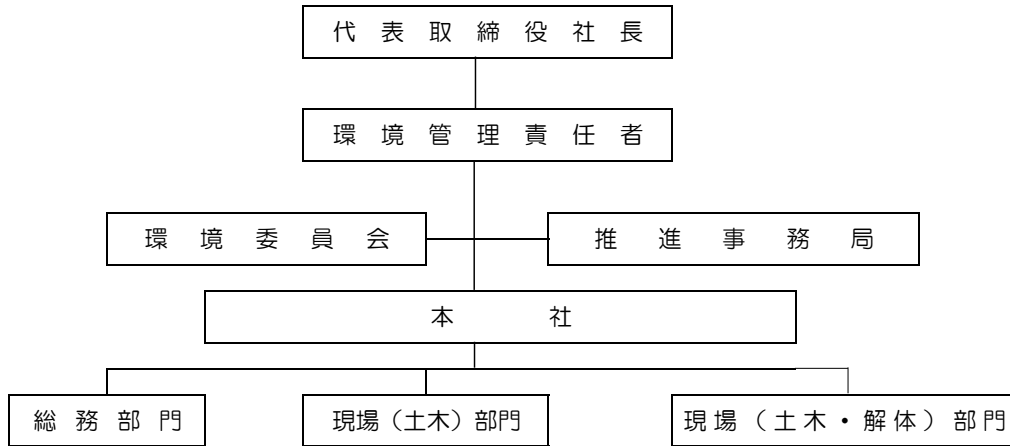 代表取締役社長
環境管理責任者
環境委員会
推進事務局
本社
総務部門
現場（土木）部門
現場（土木・解体）部門